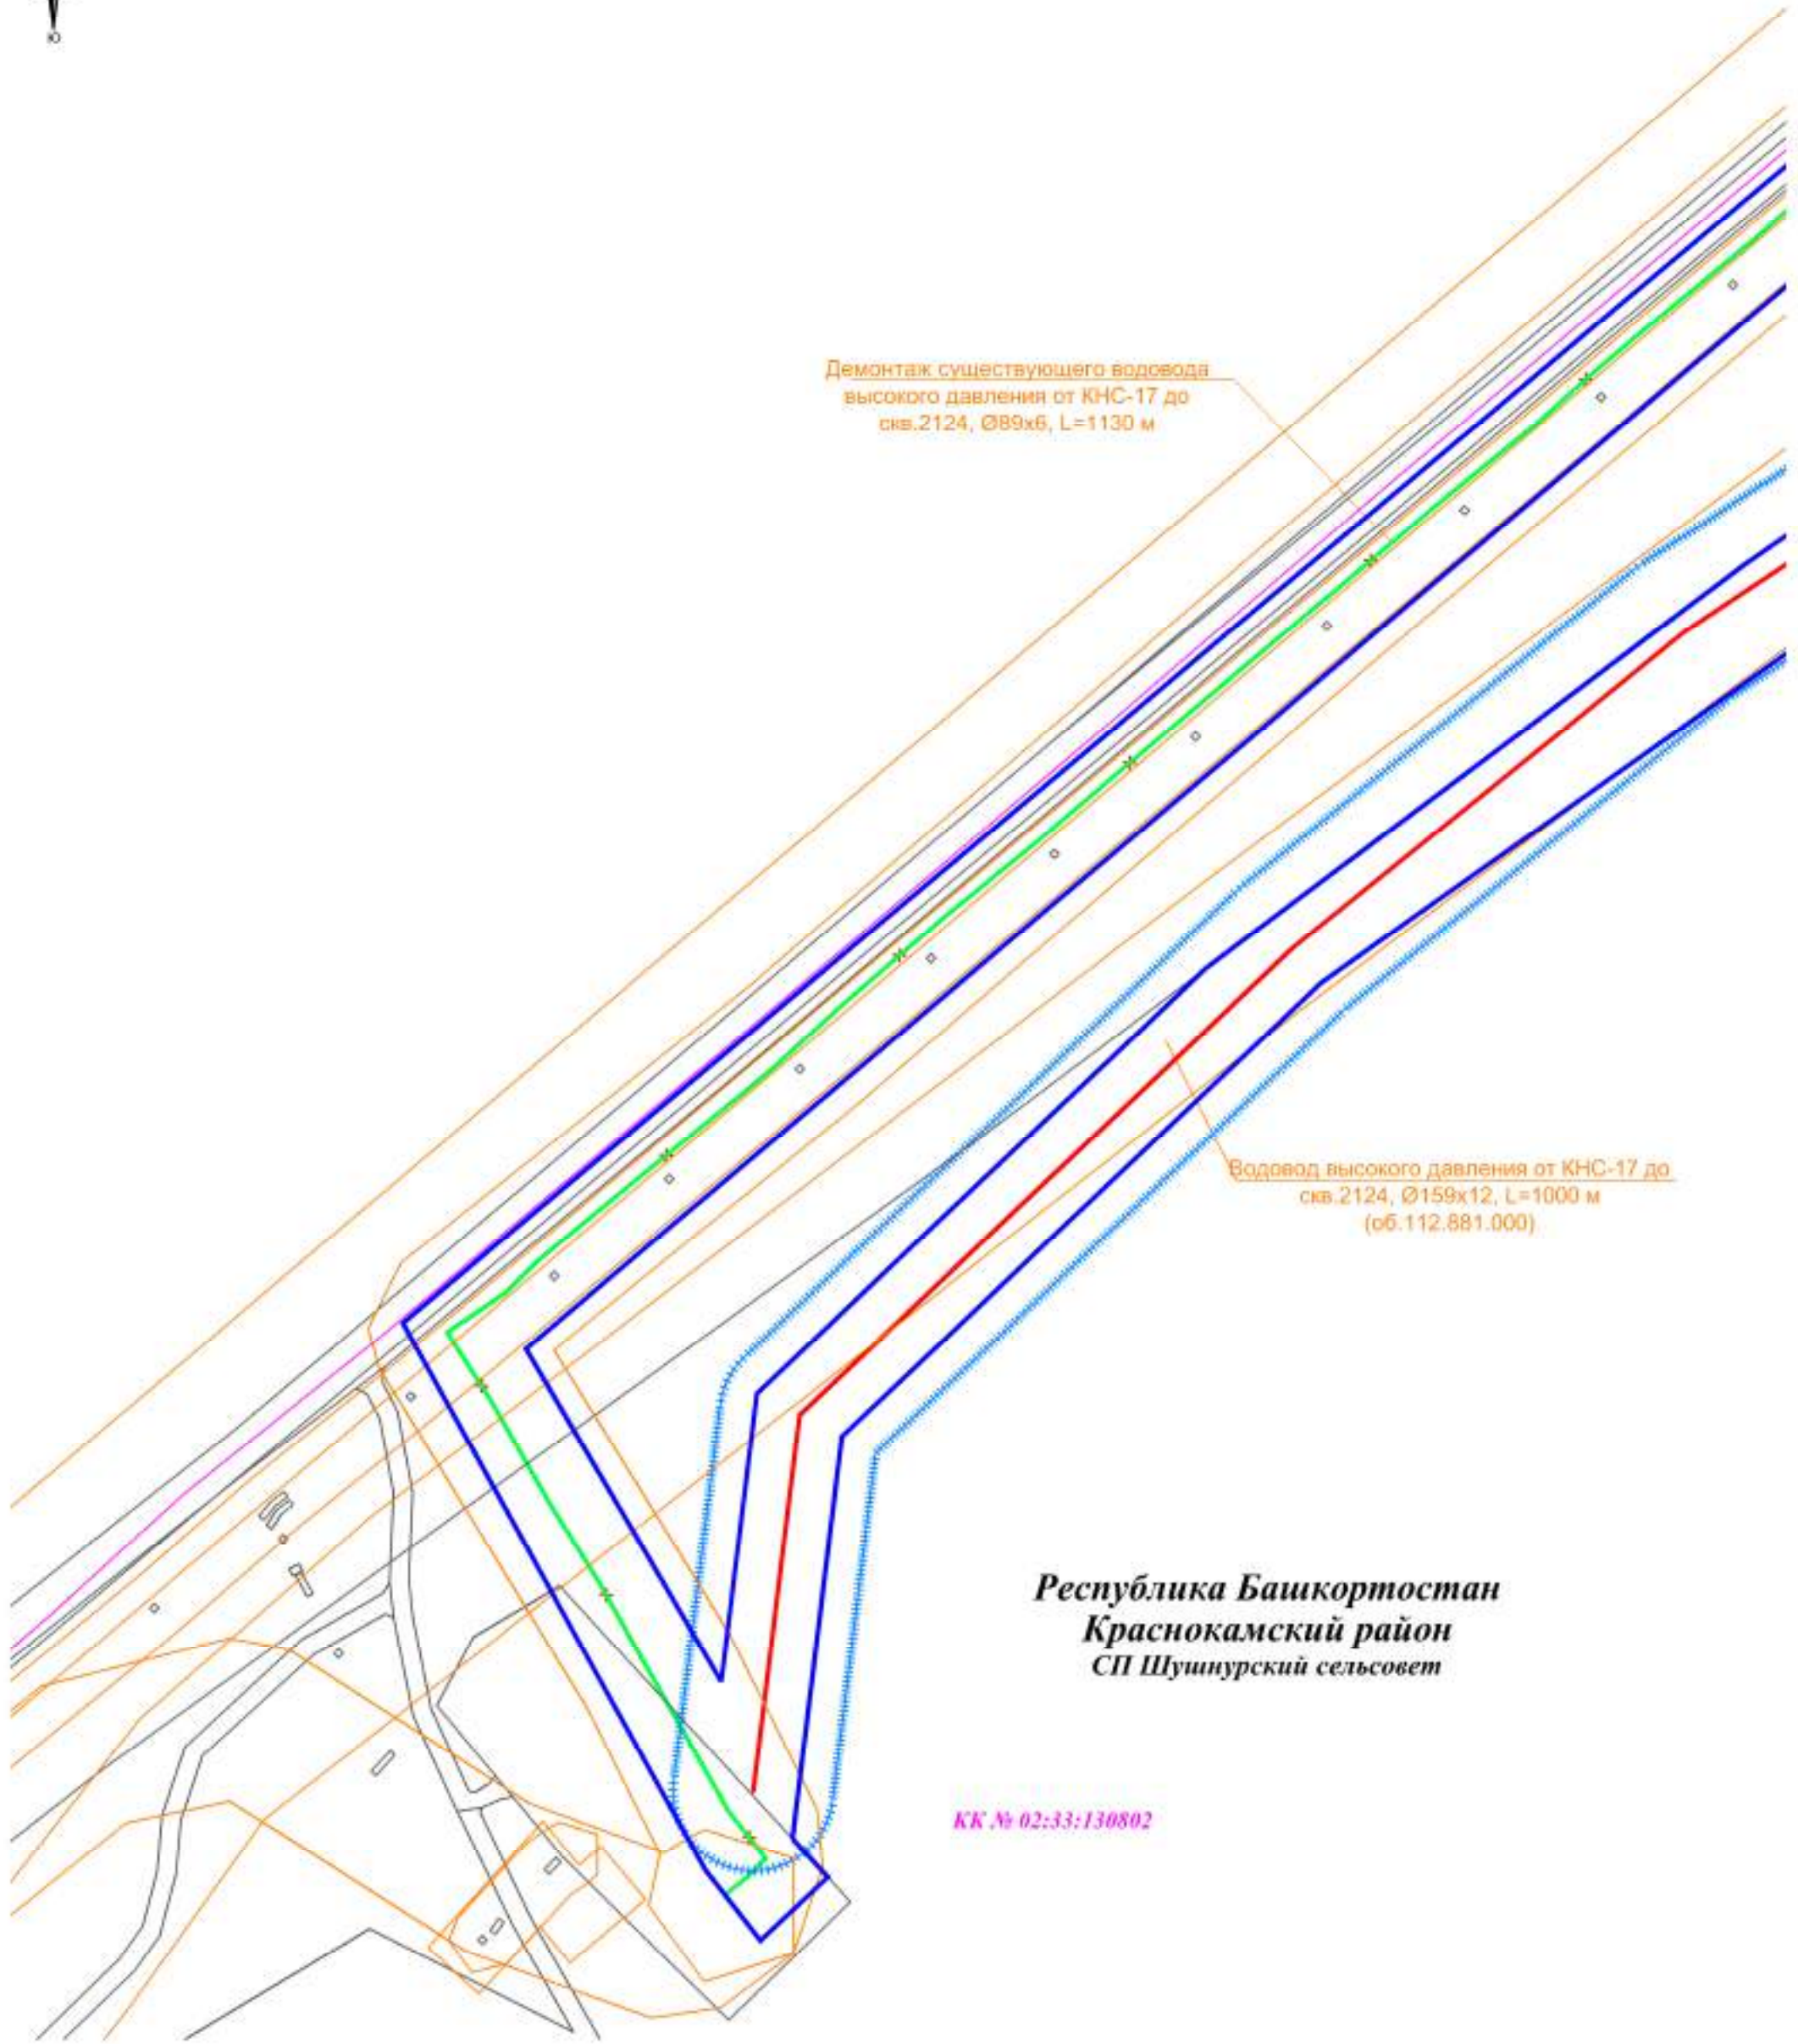 Ю
Демонтаж существующего водовода
высокого давления от КНС-17 до
скв.2124, Ø89х6, L=1130 м
Водовод высокого давления от КНС-17 до
скв.2124, Ø159х12, L=1000 м
(об.112.881.000)
Республика Башкортостан
Краснокамский район
СП Шушнурский сельсовет
КК № 02:33:130802